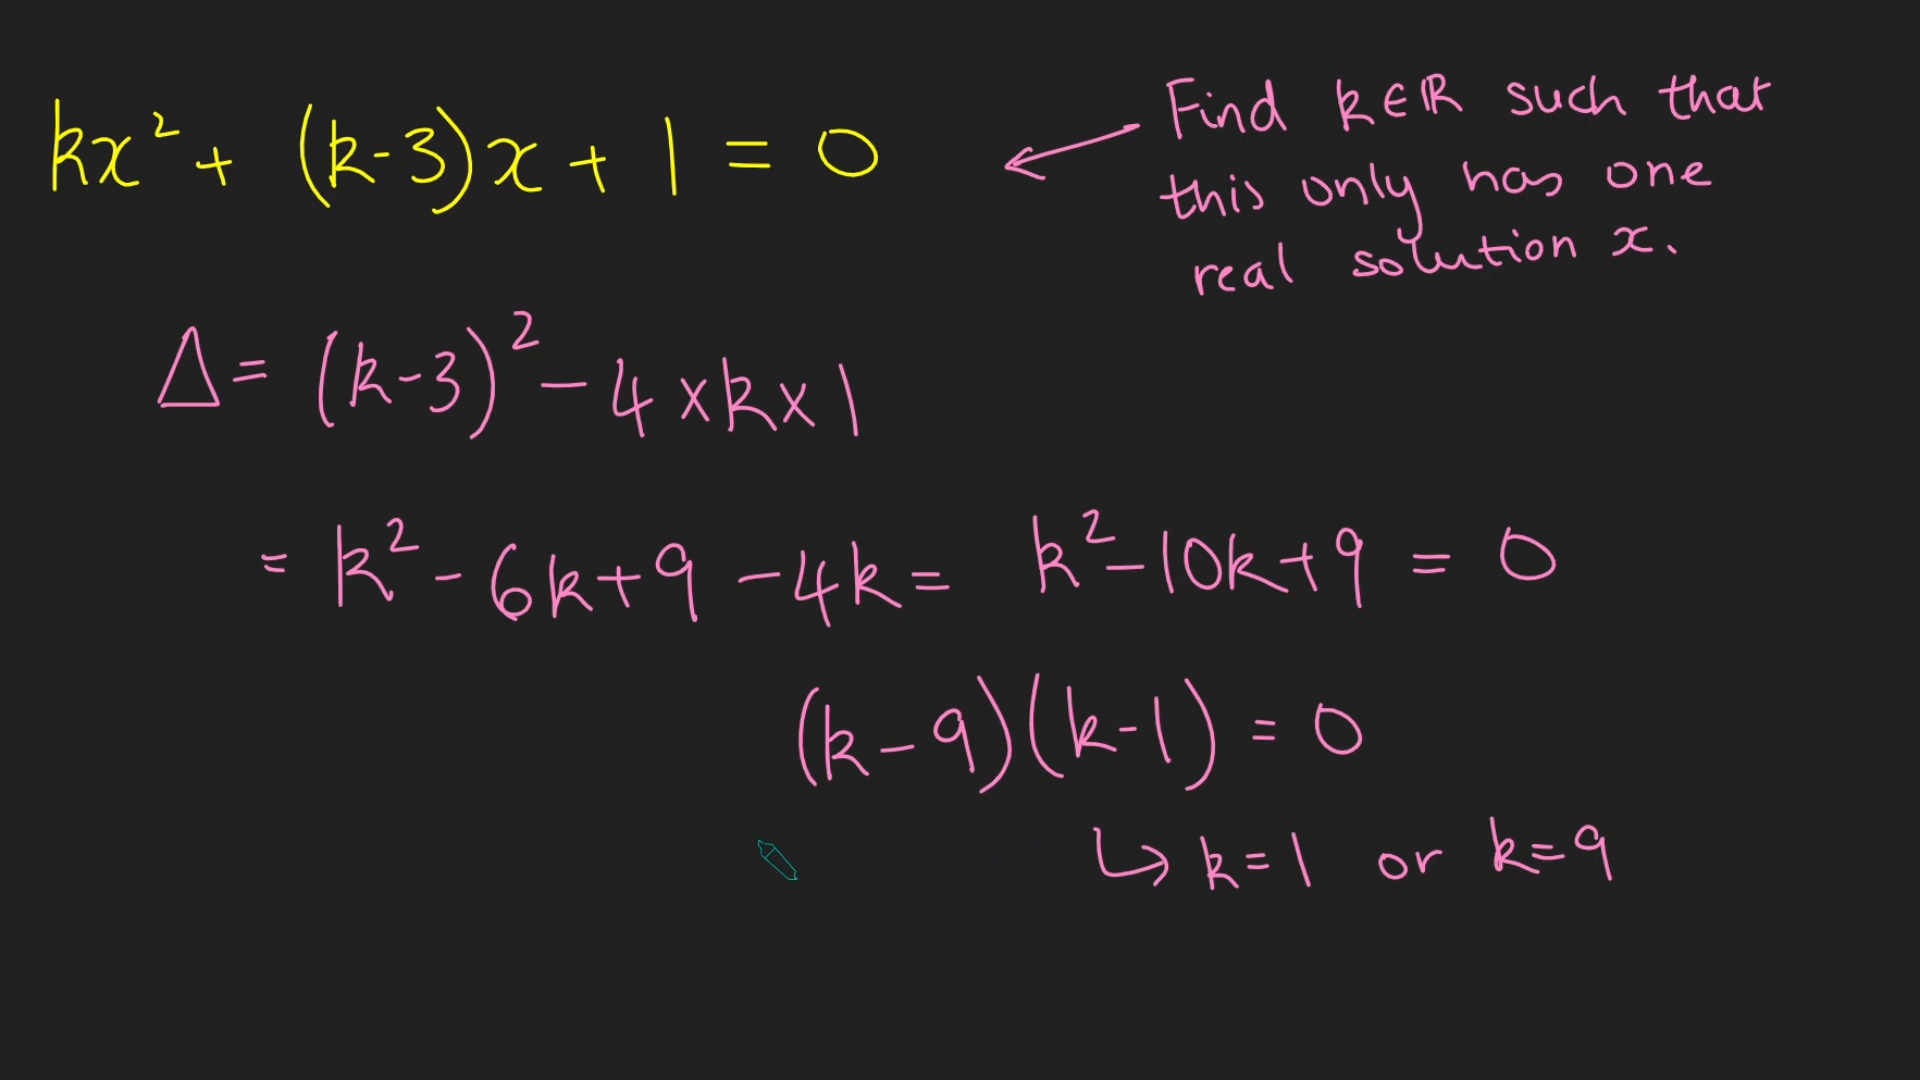 kx² + (k-3)x + 1 = 0
Find k∈ℝ such that
this only has one
real solution x.
Δ = (k-3)² - 4×k×1
= k² - 6k + 9 - 4k = k² - 10k + 9 = 0
(k-9)(k-1) = 0
↳ k=1 or k=9